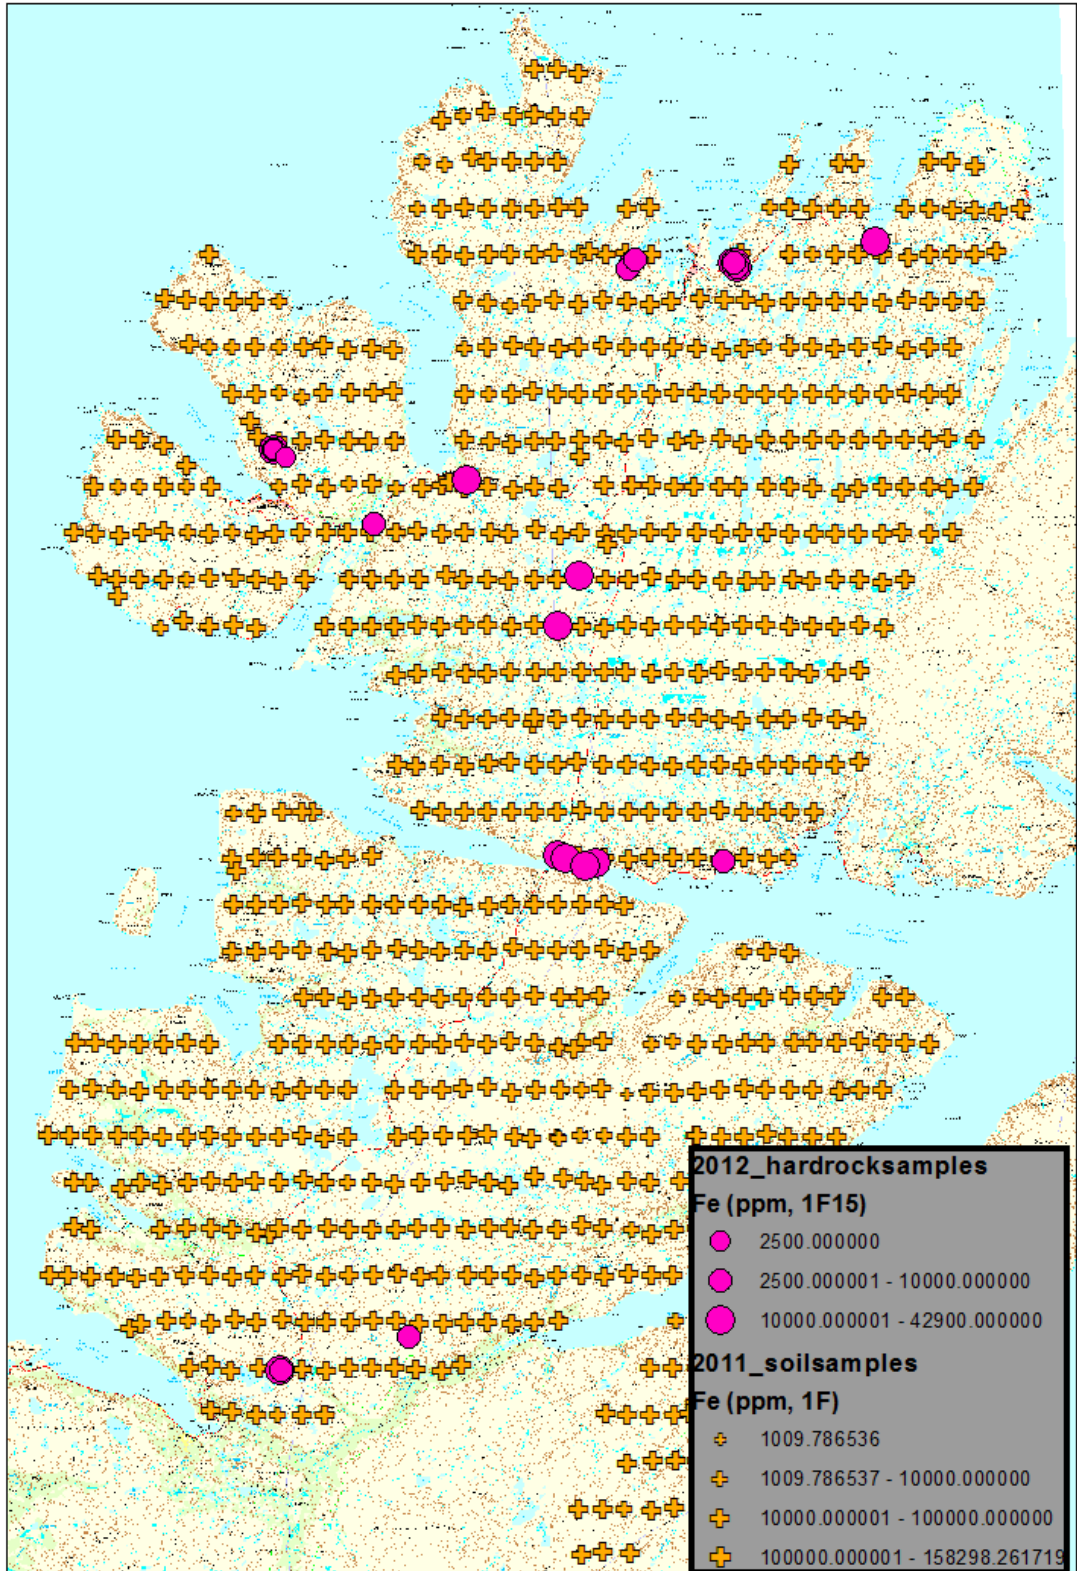 2012_hardrocksamples
Fe (ppm, 1F15)
2500.000000
2500.000001 - 10000.000000
10000.000001 - 42900.000000
2011_soilsamples
Fe (ppm, 1F)
1009.786536
1009.786537 - 10000.000000
10000.000001 - 100000.000000
100000.000001 - 158298.261719